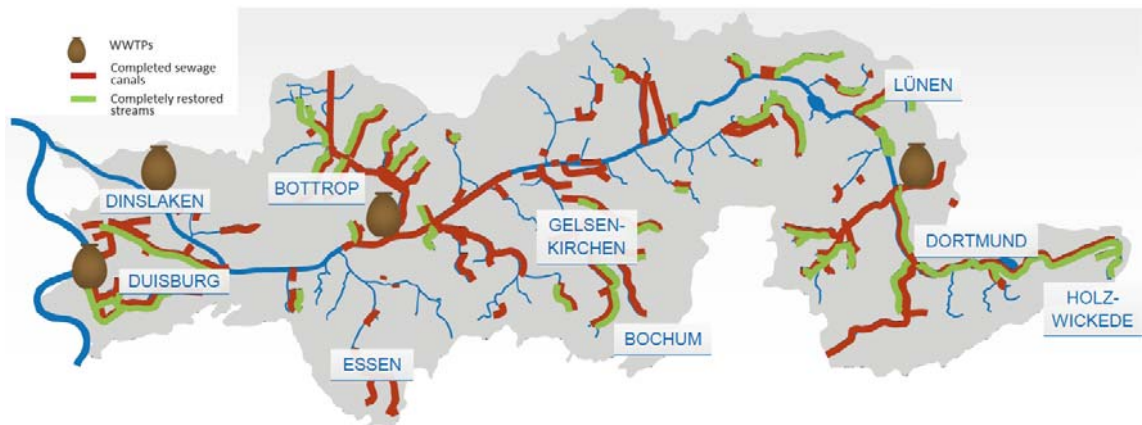 WWTPs
Completed sewage
canals
Completely restored
streams
LÜNEN
BOTTROP
DINSLAKEN
GELSEN-
KIRCHEN
DORTMUND
DUISBURG
HOLZ-
WICKEDE
BOCHUM
ESSEN